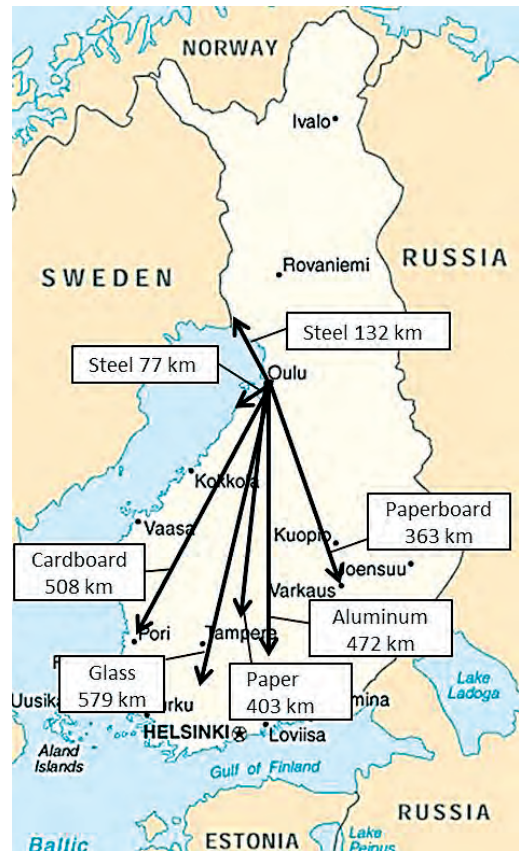 NORWAY
Ivalo
RUSSIA
Rovaniemi
SWEDEN
Steel 132 km
Steel 77 km
Oulu
Kokkola
Paperboard
363 km
Vaasa
Kuopio
Joensuu
Cardboard
508 km
Varkaus
Aluminum
472 km
Pori
Tampere
Glass
579 km
Paper
403 km
Lake
Ladoga
HELSINKI
Loviisa
Aland
Islands
Gulf of Finland
RUSSIA
Baltic
ESTONIA
Lake
Peipus